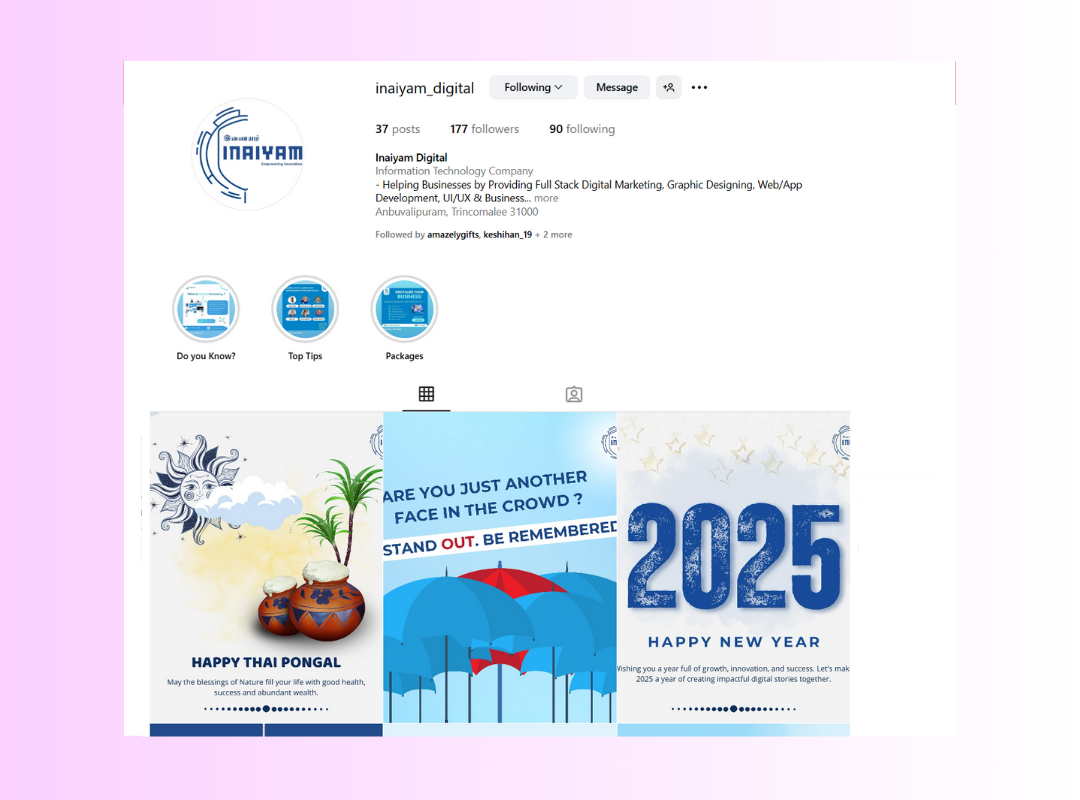 inaiyam_digital Following Message
37 posts 177 followers 90 following
இணையம்
INAIYAM
Empowering Innovation
Inaiyam Digital
Information Technology Company
- Helping Businesses by Providing Full Stack Digital Marketing, Graphic Designing, Web/App
Development, UI/UX & Business... more
Anbuvalipuram, Trincomalee 31000
Followed by amazelygifts, keshihan_19 + 2 more
Do you Know? Top Tips Packages
HAPPY THAI PONGAL
May the blessings of Nature fill your life with good health,
success and abundant wealth.
ARE YOU JUST ANOTHER
FACE IN THE CROWD ?
STAND OUT. BE REMEMBERED
2025
HAPPY NEW YEAR
Wishing you a year full of growth, innovation, and success. Let's mak
2025 a year of creating impactful digital stories together.